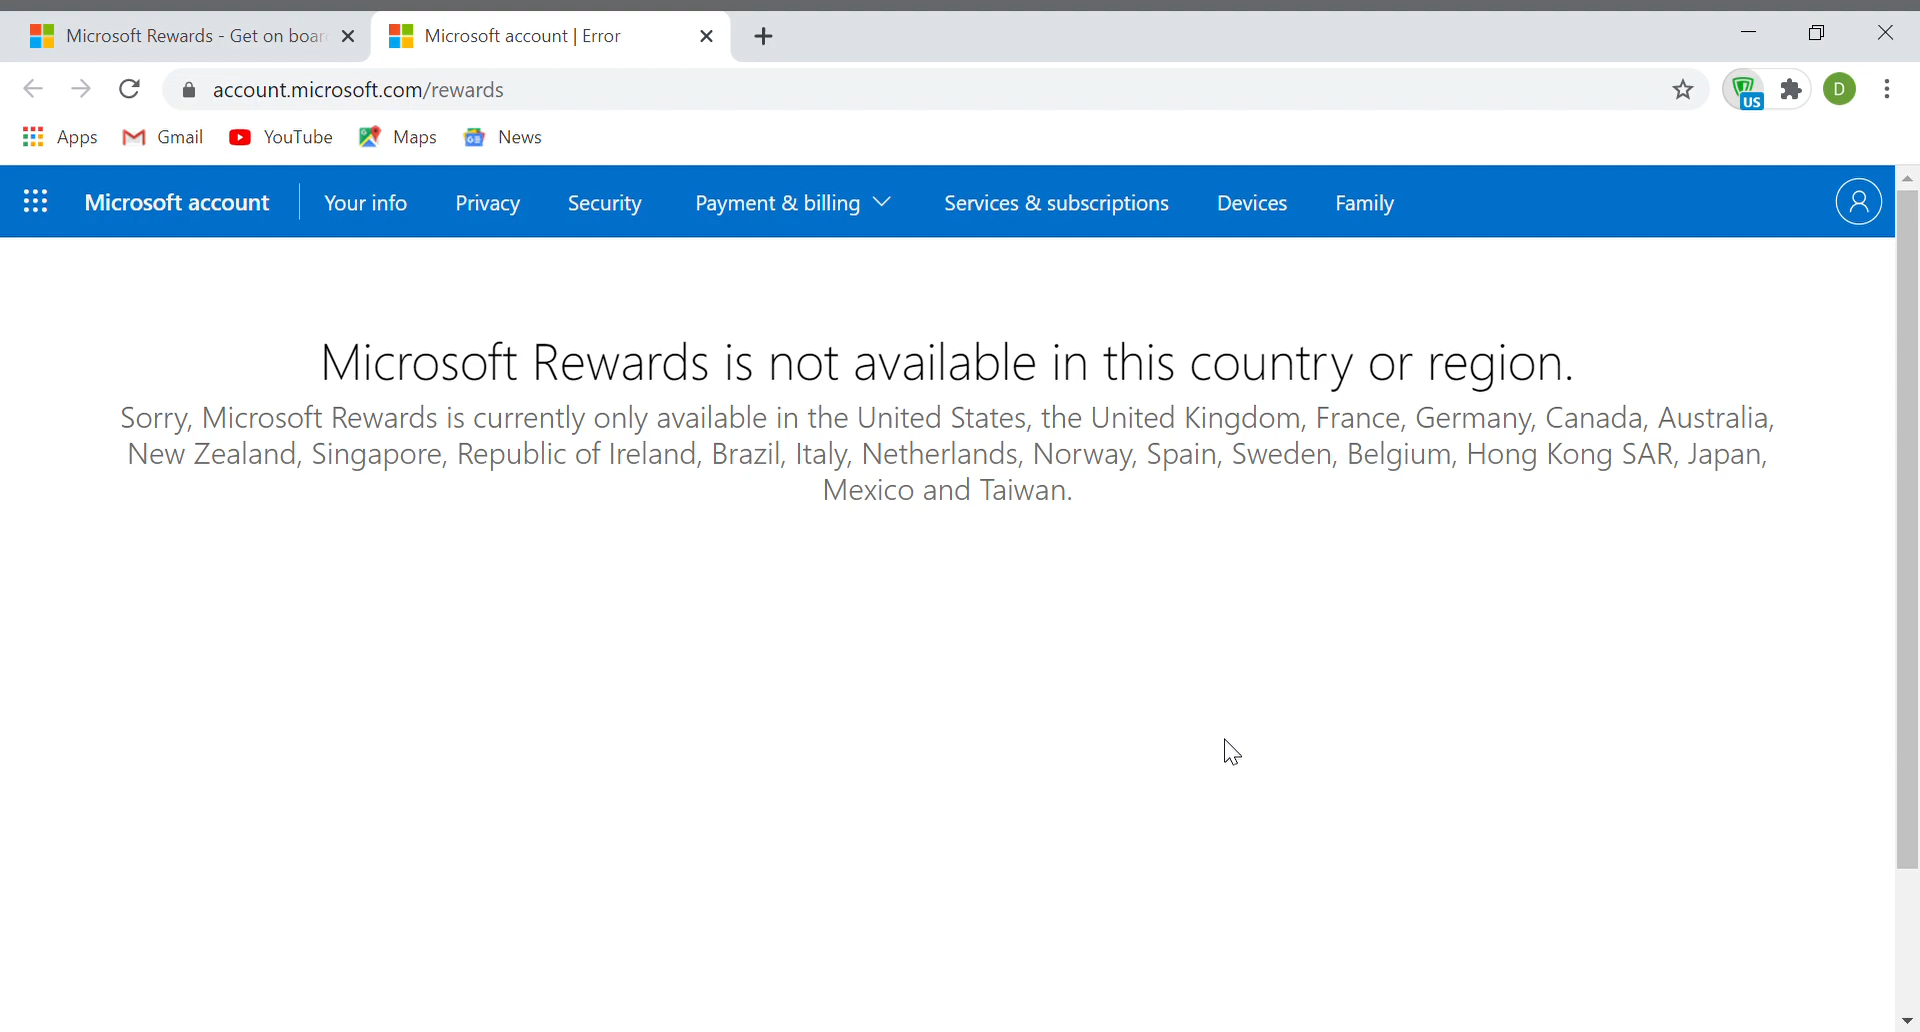 Microsoft Rewards - Get on boar
Microsoft account | Error
account.microsoft.com/rewards
US
D
Apps Gmail YouTube Maps News
Microsoft account Your info Privacy Security Payment & billing Services & subscriptions Devices Family
Microsoft Rewards is not available in this country or region.
Sorry, Microsoft Rewards is currently only available in the United States, the United Kingdom, France, Germany, Canada, Australia,
New Zealand, Singapore, Republic of Ireland, Brazil, Italy, Netherlands, Norway, Spain, Sweden, Belgium, Hong Kong SAR, Japan,
Mexico and Taiwan.